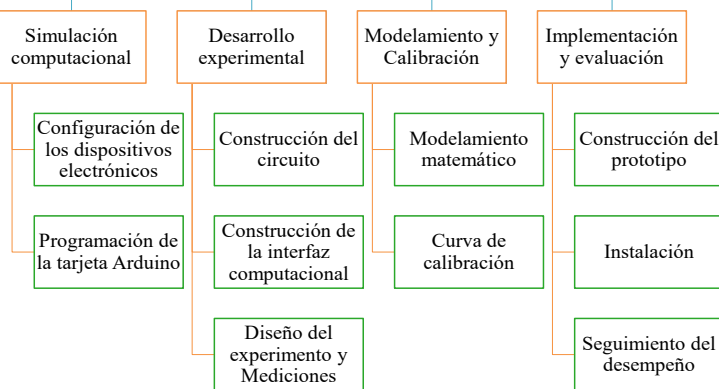 Simulación
computacional
Configuración de
los dispositivos
electrónicos
Programación de
la tarjeta Arduino
Desarrollo
experimental
Construcción del
circuito
Construcción de
la interfaz
computacional
Diseño del
experimento y
Mediciones
Modelamiento y
Calibración
Modelamiento
matemático
Curva de
calibración
Implementación
y evaluación
Construcción del
prototipo
Instalación
Seguimiento del
desempeño